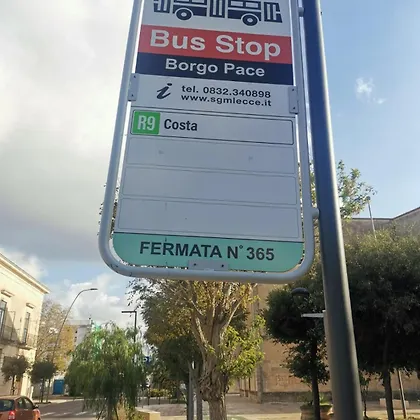 Bus Stop
Borgo Pace
i tel. 0832.340898
www.sgmlecce.it
R9 Costa
FERMATA N° 365